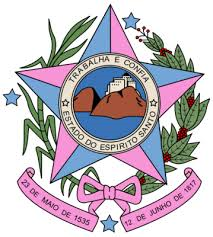 TRABALHA E CONFIA
ESTADO DO ESPIRITO SANTO
23 DE MAIO DE 1535
12 DE JUNHO DE 1817